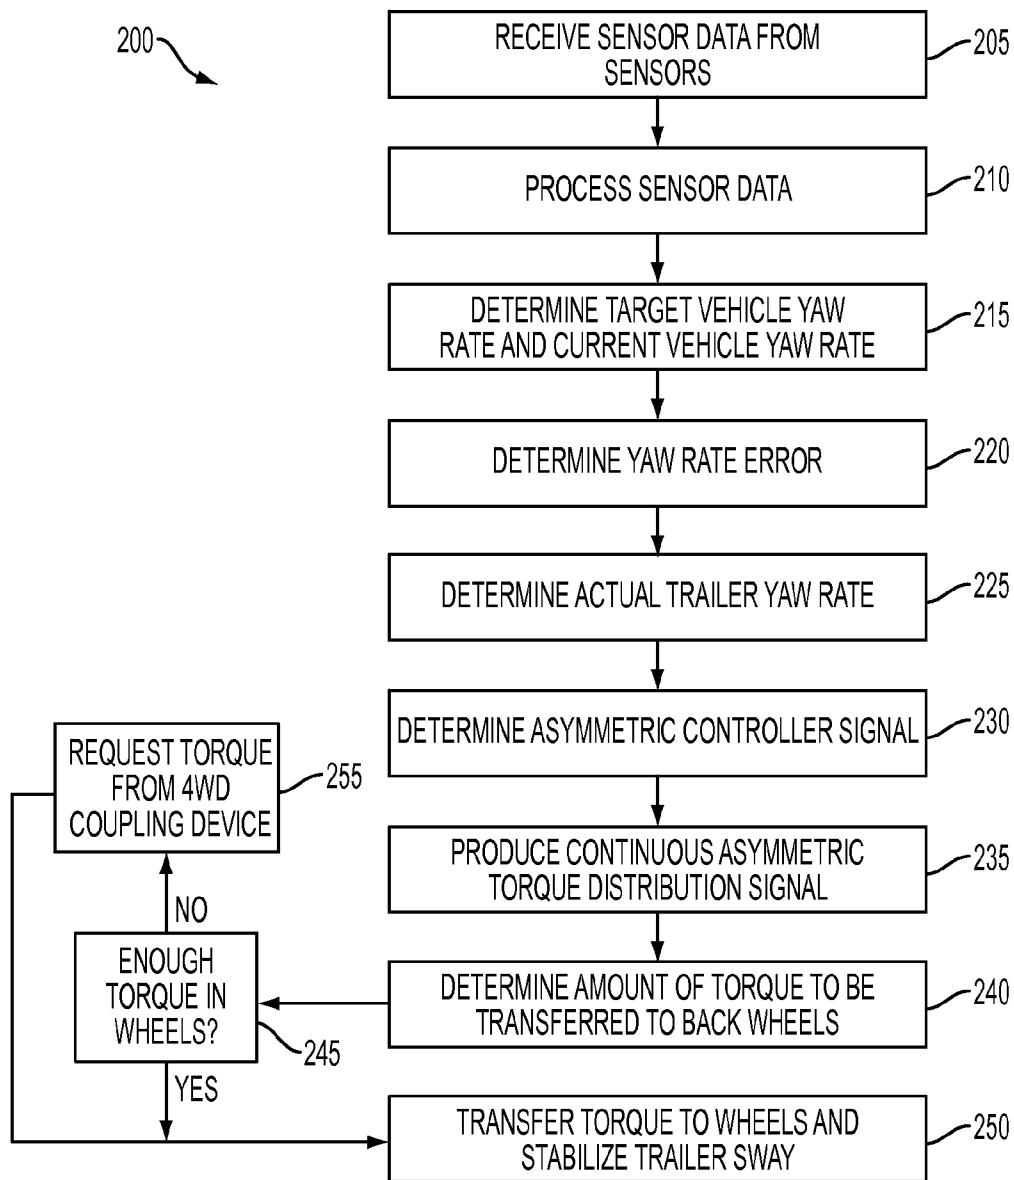 200
RECEIVE SENSOR DATA FROM
SENSORS
205
PROCESS SENSOR DATA
210
DETERMINE TARGET VEHICLE YAW
RATE AND CURRENT VEHICLE YAW RATE
215
DETERMINE YAW RATE ERROR
220
DETERMINE ACTUAL TRAILER YAW RATE
225
DETERMINE ASYMMETRIC CONTROLLER SIGNAL
230
PRODUCE CONTINUOUS ASYMMETRIC
TORQUE DISTRIBUTION SIGNAL
235
DETERMINE AMOUNT OF TORQUE TO BE
TRANSFERRED TO BACK WHEELS
240
ENOUGH
TORQUE IN
WHEELS?
245
NO
REQUEST TORQUE
FROM 4WD
COUPLING DEVICE
255
YES
TRANSFER TORQUE TO WHEELS AND
STABILIZE TRAILER SWAY
250